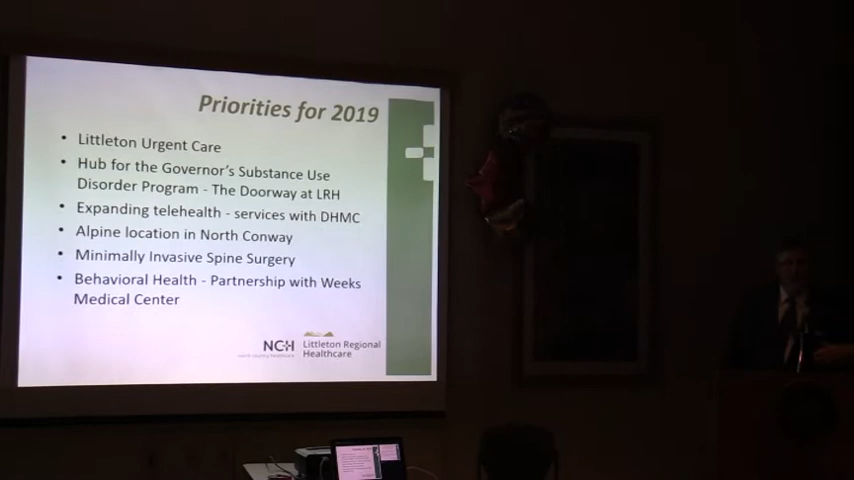 Priorities for 2019
• Littleton Urgent Care
• Hub for the Governor's Substance Use
Disorder Program - The Doorway at LRH
• Expanding telehealth - services with DHMC
• Alpine location in North Conway
• Minimally Invasive Spine Surgery
• Behavioral Health - Partnership with Weeks
Medical Center
NCH
Littleton Regional
Healthcare